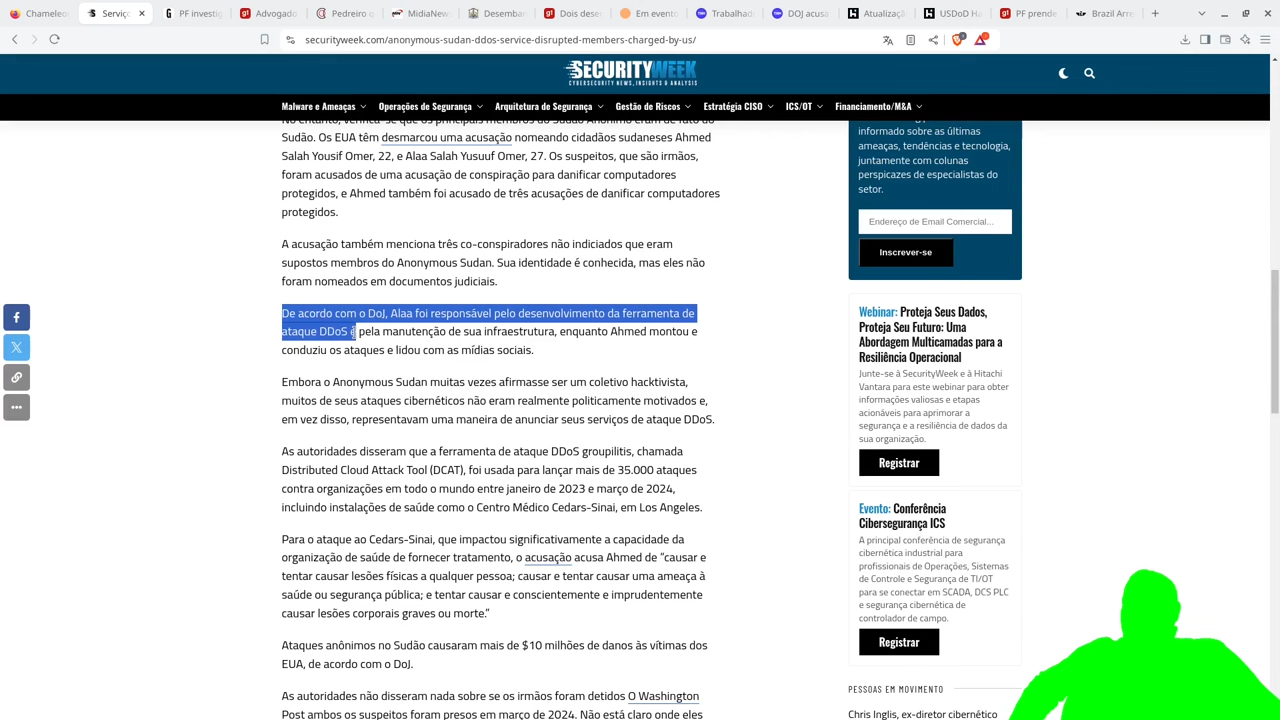 Chameleo
Serviç
PF investig
Advogado
Pedreiro q
MidiaNews
Desemban
Dois deser
Em evento
Trabalhad
DOJ acusa
Atualizaçã
USDoD Ha
PF prende
Brazil Arre
securityweek.com/anonymous-sudan-ddos-service-disrupted-members-charged-by-us/
SECURITYWEEK
CYBERSECURITY NEWS, INSIGHTS & ANALYSIS
Malware e Ameaças
Operações de Segurança
Arquitetura de Segurança
Gestão de Riscos
Estratégia CISO
ICS/OT
Financiamento/M&A
Sudão. Os EUA têm desmarcou uma acusação nomeando cidadãos sudaneses Ahmed
Salah Yousif Omer, 22, e Alaa Salah Yusuuf Omer, 27. Os suspeitos, que são irmãos,
foram acusados de uma acusação de conspiração para danificar computadores
protegidos, e Ahmed também foi acusado de três acusações de danificar computadores
protegidos.
A acusação também menciona três co-conspiradores não indiciados que eram
supostos membros do Anonymous Sudan. Sua identidade é conhecida, mas eles não
foram nomeados em documentos judiciais.
De acordo com o DoJ, Alaa foi responsável pelo desenvolvimento da ferramenta de
ataque DDoS e pela manutenção de sua infraestrutura, enquanto Ahmed montou e
conduziu os ataques e lidou com as mídias sociais.
Embora o Anonymous Sudan muitas vezes afirmasse ser um coletivo hacktivista,
muitos de seus ataques cibernéticos não eram realmente politicamente motivados e,
em vez disso, representavam uma maneira de anunciar seus serviços de ataque DDoS.
As autoridades disseram que a ferramenta de ataque DDoS groupilitis, chamada
Distributed Cloud Attack Tool (DCAT), foi usada para lançar mais de 35.000 ataques
contra organizações em todo o mundo entre janeiro de 2023 e março de 2024,
incluindo instalações de saúde como o Centro Médico Cedars-Sinai, em Los Angeles.
Para o ataque ao Cedars-Sinai, que impactou significativamente a capacidade da
organização de saúde de fornecer tratamento, o acusação acusa Ahmed de “causar e
tentar causar lesões físicas a qualquer pessoa; causar e tentar causar uma ameaça à
saúde ou segurança pública; e tentar causar e conscientemente e imprudentemente
causar lesões corporais graves ou morte.”
Ataques anônimos no Sudão causaram mais de $10 milhões de danos às vítimas dos
EUA, de acordo com o DoJ.
As autoridades não disseram nada sobre se os irmãos foram detidos O Washington
Post ambos os suspeitos foram presos em março de 2024. Não está claro onde eles
informado sobre as últimas
ameaças, tendências e tecnologia,
juntamente com colunas
perspicazes de especialistas do
setor.
Endereço de Email Comercial...
Inscrever-se
Webinar: Proteja Seus Dados,
Proteja Seu Futuro: Uma
Abordagem Multicamadas para a
Resiliência Operacional
Junte-se à SecurityWeek e à Hitachi
Vantara para este webinar para obter
informações valiosas e etapas
acionáveis para aprimorar a
segurança e a resiliência de dados da
sua organização.
Registrar
Evento: Conferência
Cibersegurança ICS
A principal conferência de segurança
cibernética industrial para
profissionais de Operações, Sistemas
de Controle e Segurança de TI/OT
para se conectar em SCADA, DCS PLC
e segurança cibernética de
controlador de campo.
Registrar
PESSOAS EM MOVIMENTO
Chris Inglis, ex-diretor cibernético